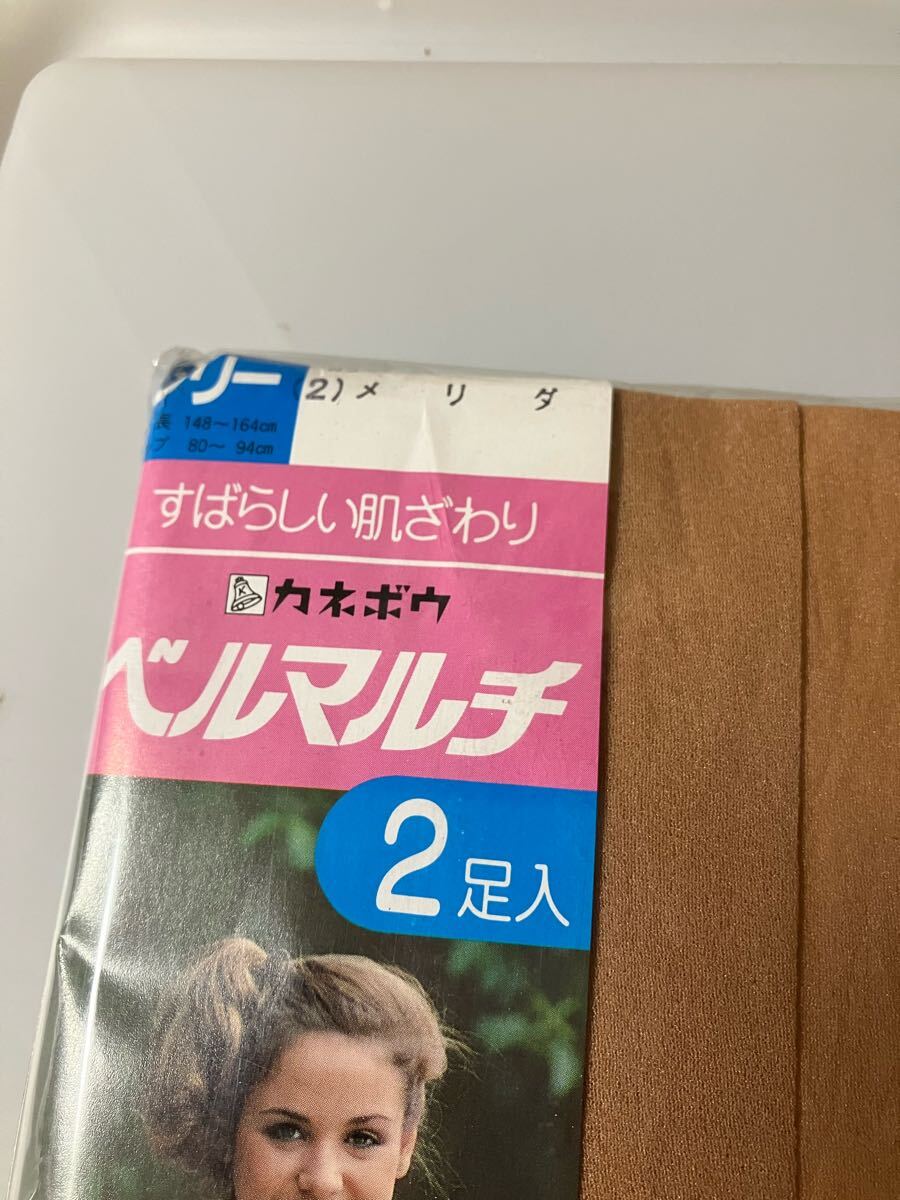 フリー
(2)メリダ
長 148〜164cm
プ 80〜 94cm
すばらしい肌ざわり
K カネボウ
ベルマルチ
2足入